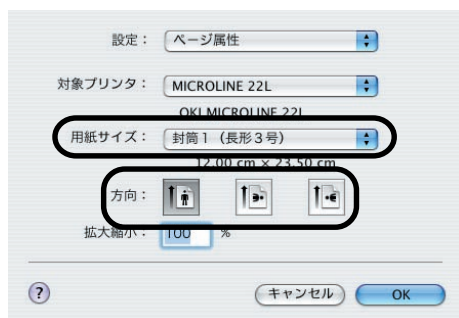 設定： ページ属性
対象プリンタ： MICROLINE 22L
OKI MICROLINE 22L
用紙サイズ： 封筒1（長形3号）
12.00 cm × 23.50 cm
方向：
拡大縮小： 100 %
? キャンセル OK